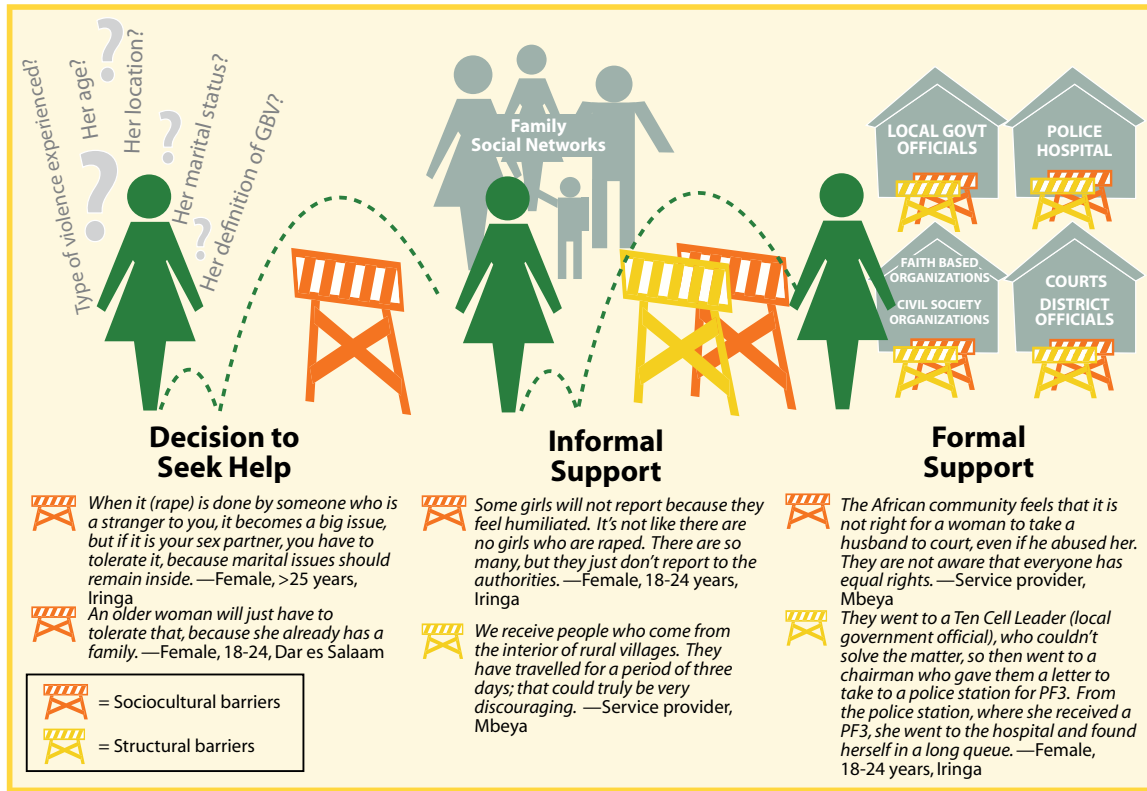 Type of violence experienced?
Her age?
Her location?
Her marital status?
Her definition of GBV?
?
?
?
?
Family
Social Networks
LOCAL GOVT
OFFICIALS
POLICE
HOSPITAL
FAITH BASED
ORGANIZATIONS
CIVIL SOCIETY
ORGANIZATIONS
COURTS
DISTRICT
OFFICIALS
Decision to
Seek Help
When it (rape) is done by someone who is
a stranger to you, it becomes a big issue,
but if it is your sex partner, you have to
tolerate it, because marital issues should
remain inside. —Female, >25 years,
Iringa
An older woman will just have to
tolerate that, because she already has a
family. —Female, 18-24, Dar es Salaam
= Sociocultural barriers
= Structural barriers
Informal
Support
Some girls will not report because they
feel humiliated. It's not like there are
no girls who are raped. There are so
many, but they just don't report to the
authorities. —Female, 18-24 years,
Iringa
We receive people who come from
the interior of rural villages. They
have travelled for a period of three
days; that could truly be very
discouraging. —Service provider,
Mbeya
Formal
Support
The African community feels that it is
not right for a woman to take a
husband to court, even if he abused her.
They are not aware that everyone has
equal rights. —Service provider,
Mbeya
They went to a Ten Cell Leader (local
government official), who couldn't
solve the matter, so then went to a
chairman who gave them a letter to
take to a police station for PF3. From
the police station, where she received a
PF3, she went to the hospital and found
herself in a long queue. —Female,
18-24 years, Iringa